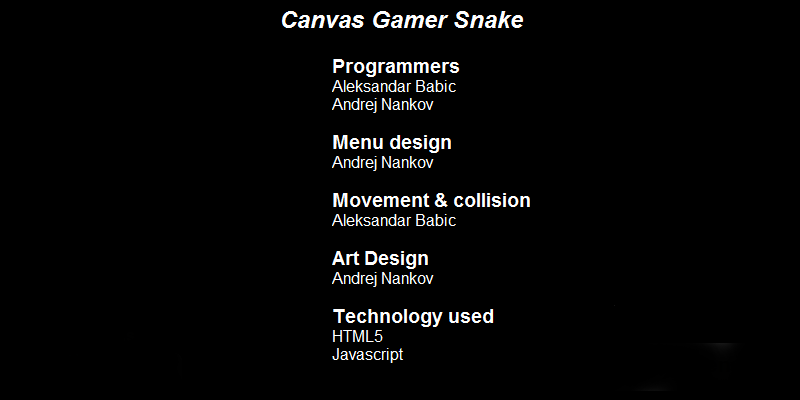 Canvas Gamer Snake
Programmers
Aleksandar Babic
Andrej Nankov
Menu design
Andrej Nankov
Movement & collision
Aleksandar Babic
Art Design
Andrej Nankov
Technology used
HTML5
Javascript